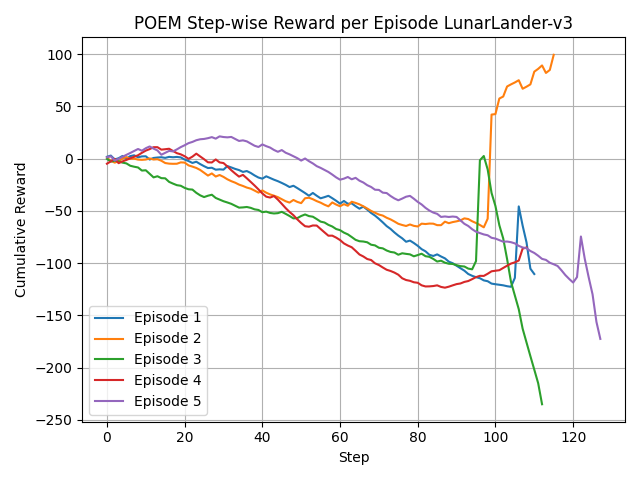 POEM Step-wise Reward per Episode LunarLander-v3
Cumulative Reward
100
50
0
−50
−100
−150
−200
−250
Episode 1
Episode 2
Episode 3
Episode 4
Episode 5
0 20 40 60 80 100 120
Step